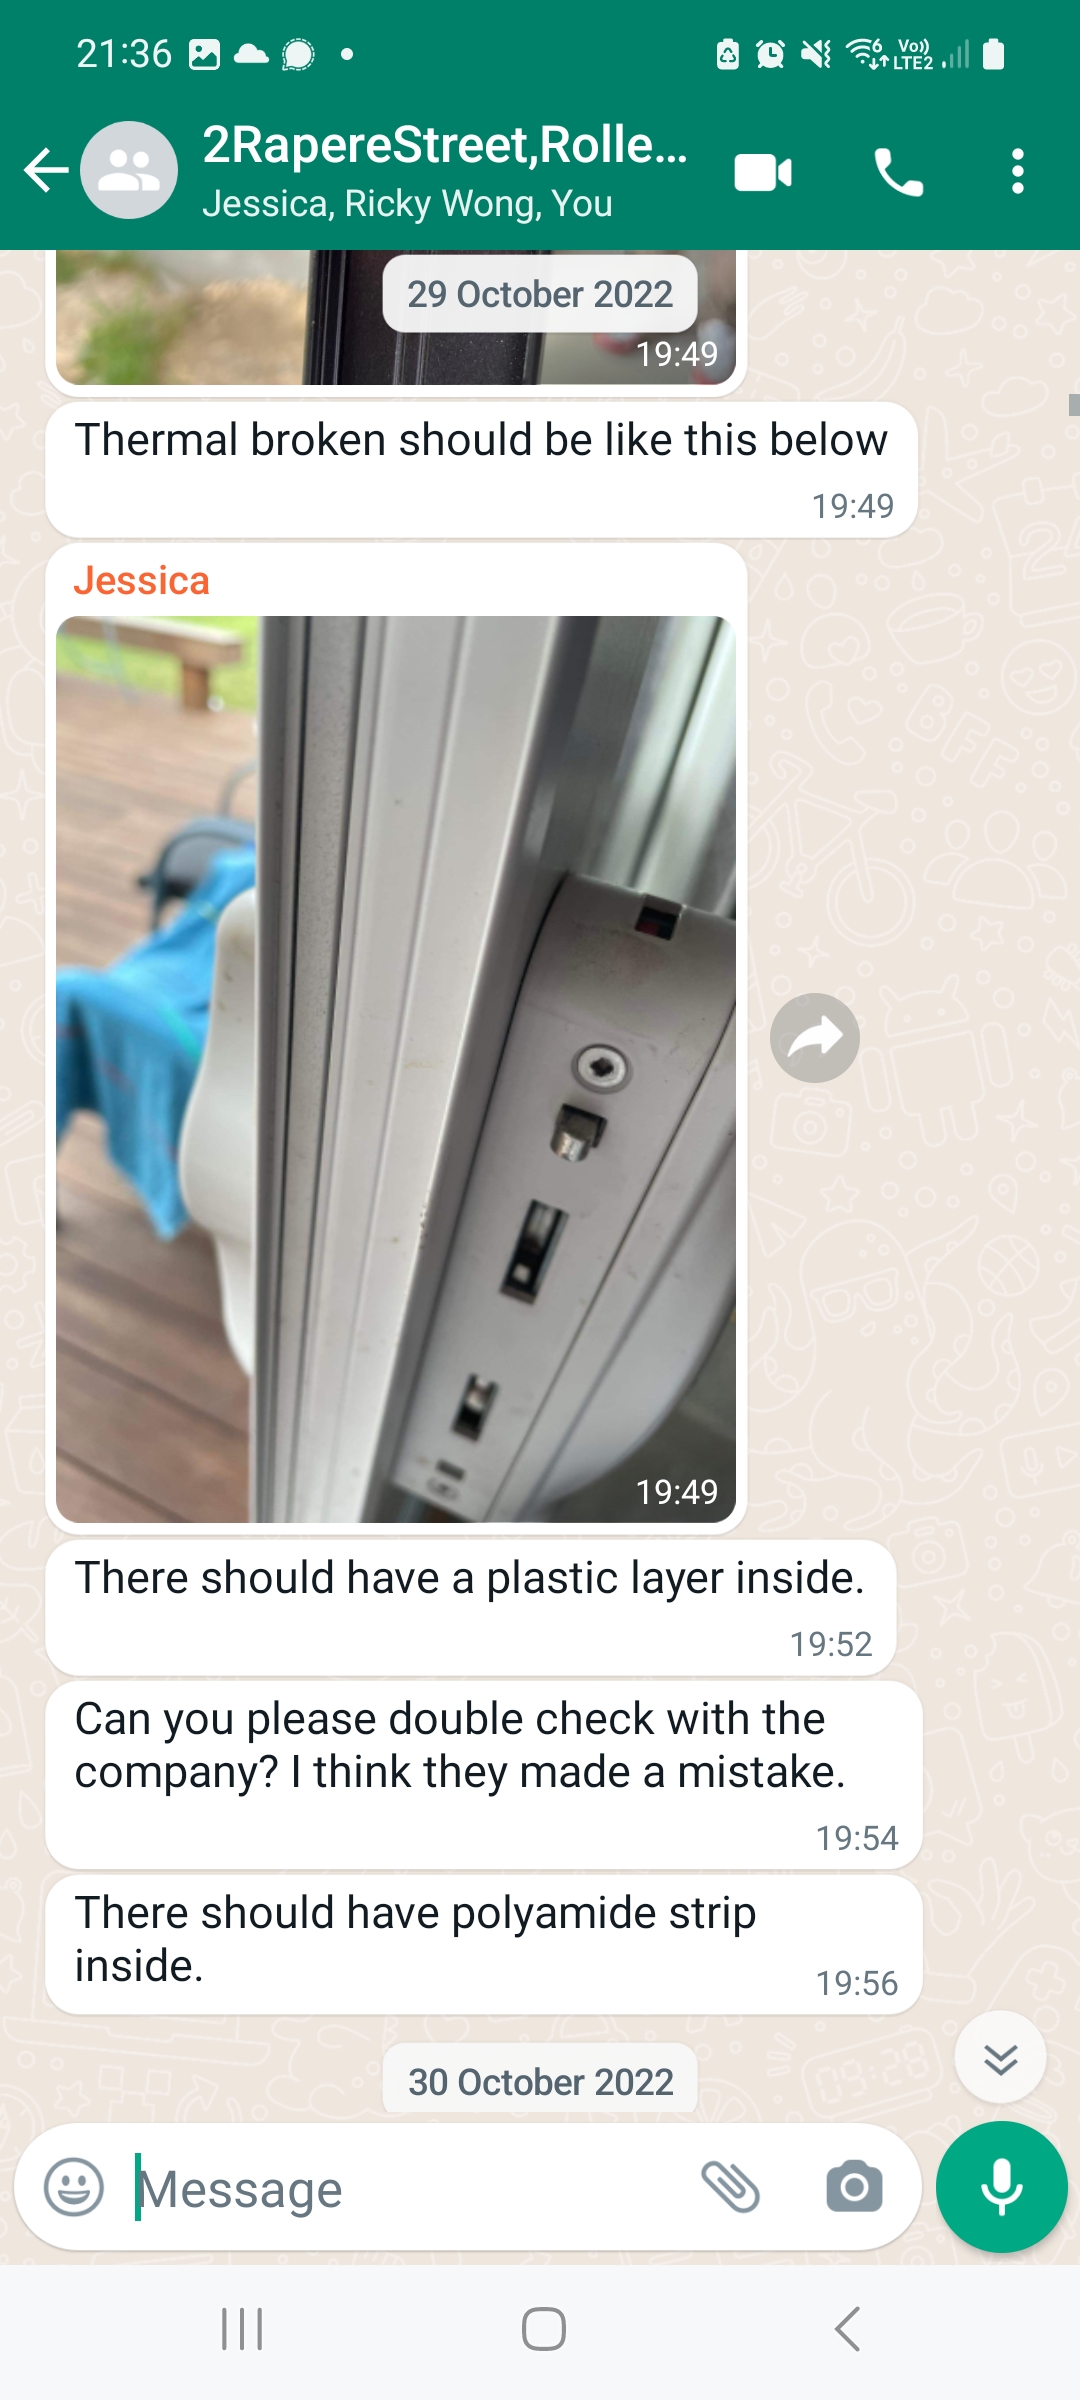 21:36
6 Vo))
LTE2
2RapereStreet,Rolle...
Jessica, Ricky Wong, You
29 October 2022
19:49
Thermal broken should be like this below
19:49
Jessica
19:49
There should have a plastic layer inside.
19:52
Can you please double check with the
company? I think they made a mistake.
19:54
There should have polyamide strip
inside.
19:56
30 October 2022
Message